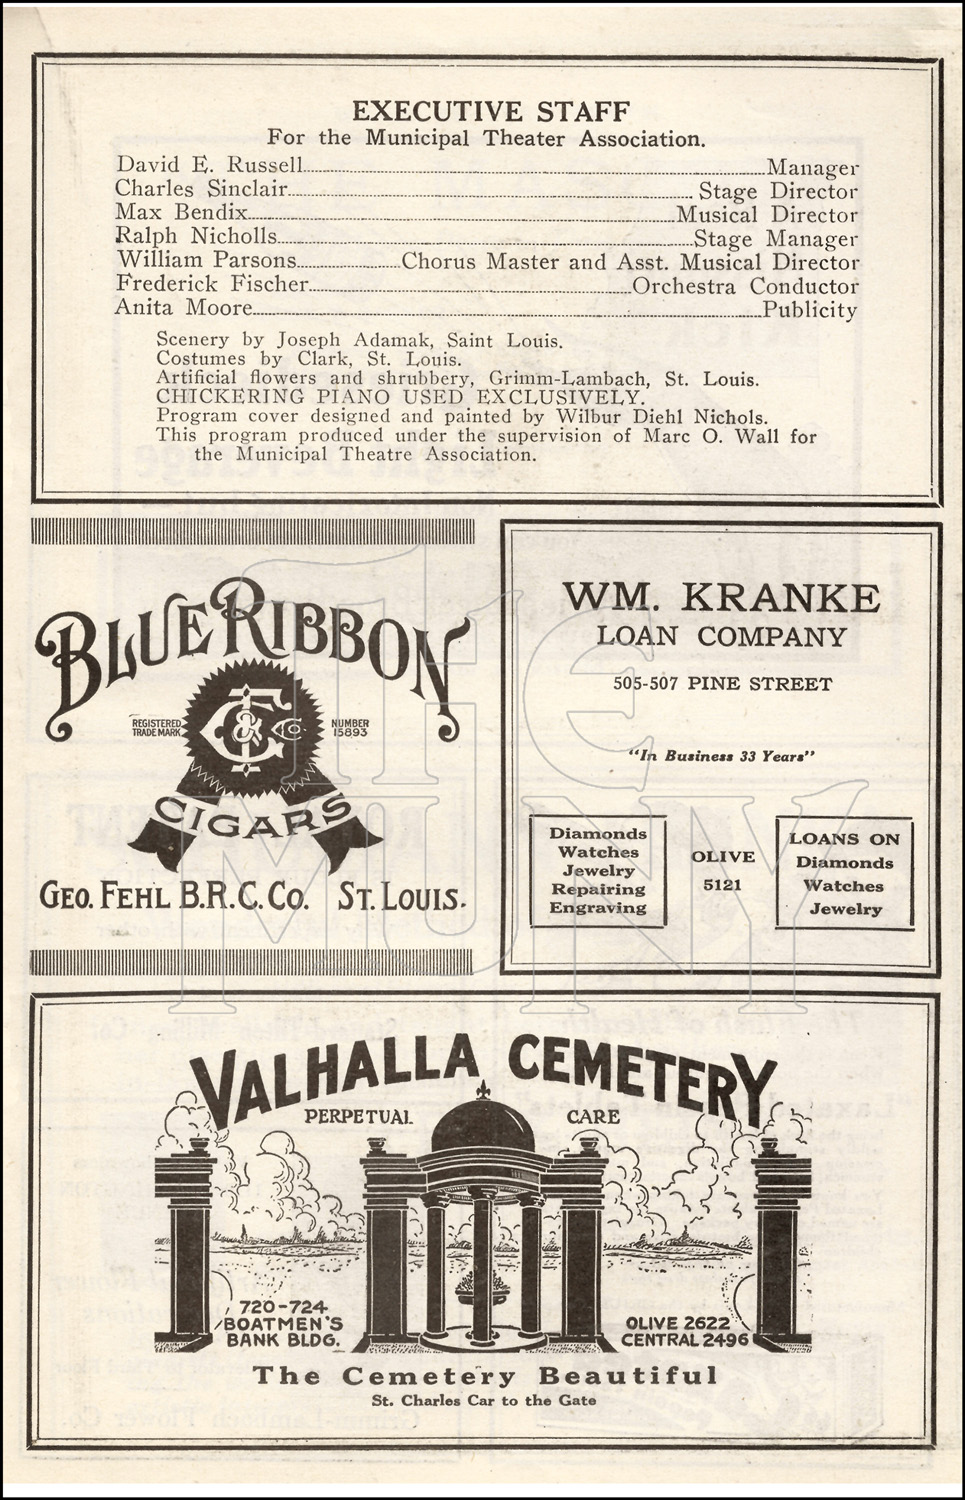 EXECUTIVE STAFF
For the Municipal Theater Association.
David E. Russell Manager
Charles Sinclair Stage Director
Max Bendix Musical Director
Ralph Nicholls Stage Manager
William Parsons Chorus Master and Asst. Musical Director
Frederick Fischer Orchestra Conductor
Anita Moore Publicity
Scenery by Joseph Adamak, Saint Louis.
Costumes by Clark, St. Louis.
Artificial flowers and shrubbery, Grimm-Lambach, St. Louis.
CHICKERING PIANO USED EXCLUSIVELY.
Program cover designed and painted by Wilbur Diehl Nichols.
This program produced under the supervision of Marc O. Wall for
the Municipal Theatre Association.
BLUE RIBBON
REGISTERED TRADE MARK
NUMBER 15893
CIGARS
GEO. FEHL B.R.C. CO. ST. LOUIS.
WM. KRANKE
LOAN COMPANY
505-507 PINE STREET
"In Business 33 Years"
Diamonds
Watches
Jewelry
Repairing
Engraving
OLIVE
5121
LOANS ON
Diamonds
Watches
Jewelry
THE
MUNY
VALHALLA CEMETERY
PERPETUAL CARE
720-724
BOATMEN'S
BANK BLDG.
OLIVE 2622
CENTRAL 2496
The Cemetery Beautiful
St. Charles Car to the Gate